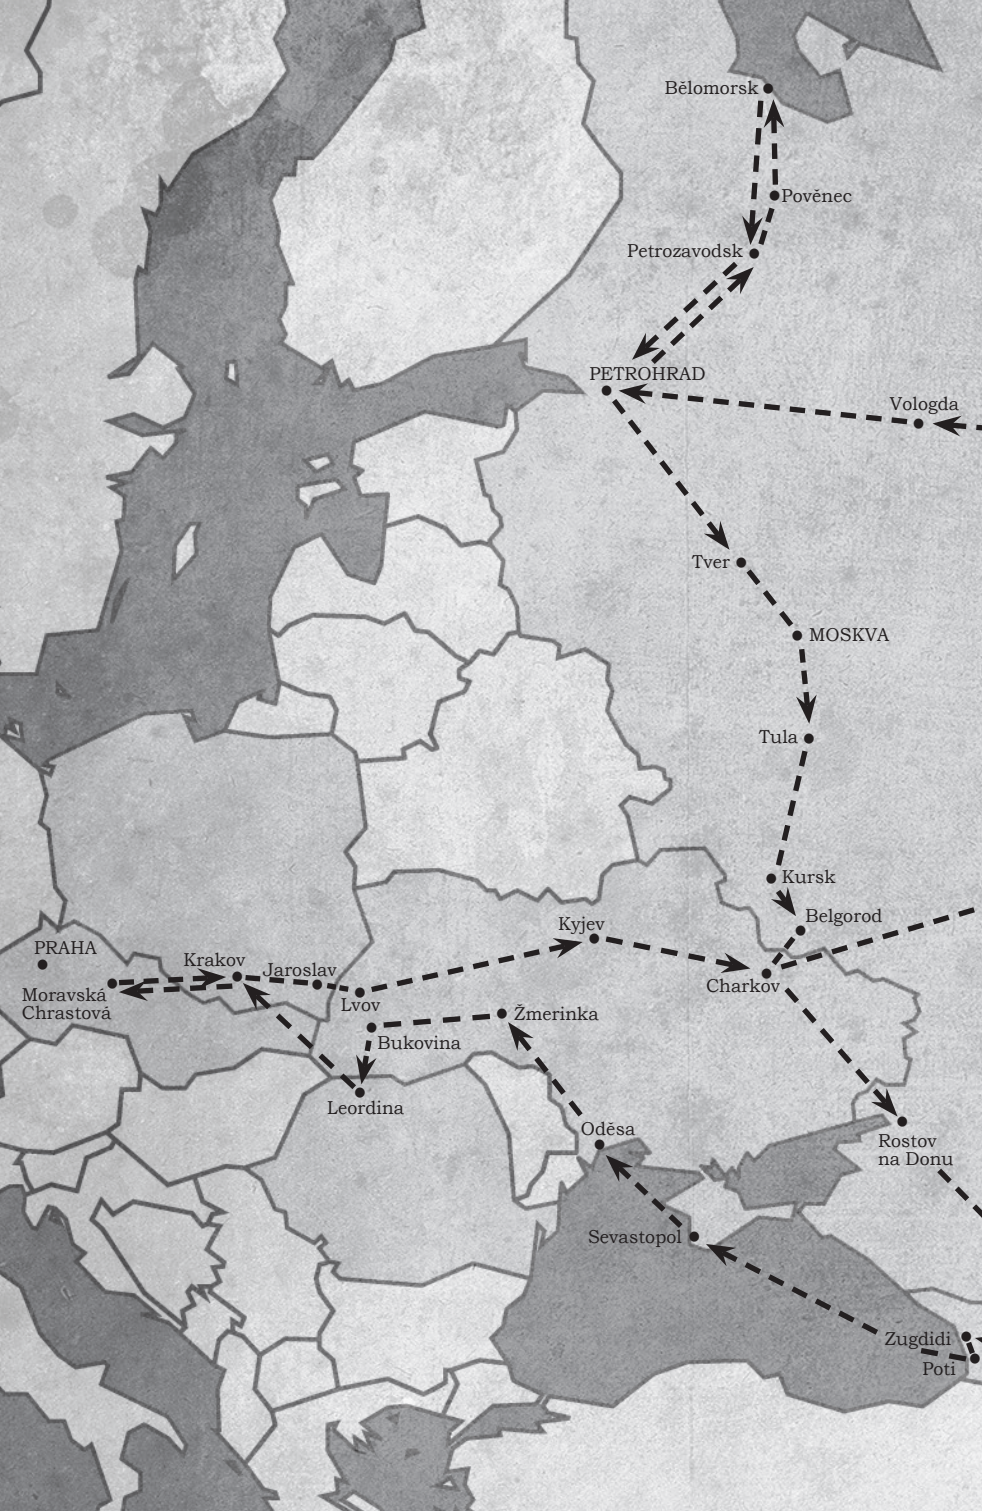 Bělomorsk
Pověnec
Petrozavodsk
PETROHRAD
Vologda
Tver
MOSKVA
Tula
Kursk
Belgorod
Kyjev
PRAHA
Krakov
Jaroslav
Charkov
Moravská
Chrastová
Lvov
Žmerinka
Bukovina
Leordina
Oděsa
Rostov
na Donu
Sevastopol
Zugdidi
Poti